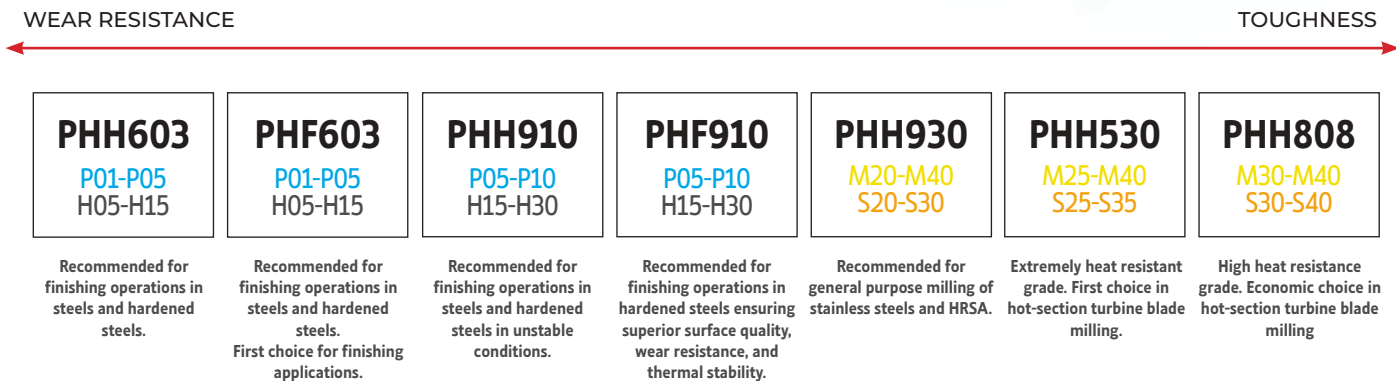 WEAR RESISTANCE
TOUGHNESS
PHH603
P01-P05
H05-H15
Recommended for
finishing operations in
steels and hardened
steels.
PHF603
P01-P05
H05-H15
Recommended for
finishing operations in
steels and hardened
steels.
First choice for finishing
applications.
PHH910
P05-P10
H15-H30
Recommended for
finishing operations in
steels and hardened
steels in unstable
conditions.
PHF910
P05-P10
H15-H30
Recommended for
finishing operations in
hardened steels ensuring
superior surface quality,
wear resistance, and
thermal stability.
PHH930
M20-M40
S20-S30
Recommended for
general purpose milling of
stainless steels and HRSA.
PHH530
M25-M40
S25-S35
Extremely heat resistant
grade. First choice in
hot-section turbine blade
milling.
PHH808
M30-M40
S30-S40
High heat resistance
grade. Economic choice in
hot-section turbine blade
milling